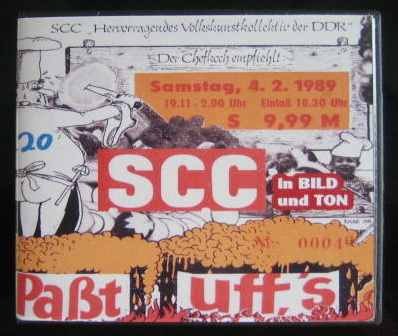 SCC „Hervorragendes Volkskunstkollektiv der DDR"
Der Chefkoch empfiehlt:
Samstag, 4. 2. 1989
19.11 - 2.00 Uhr Einlaß 18.30 Uhr
S 9,99 M
20
SCC
in BILD
und TON
Paßt uff's